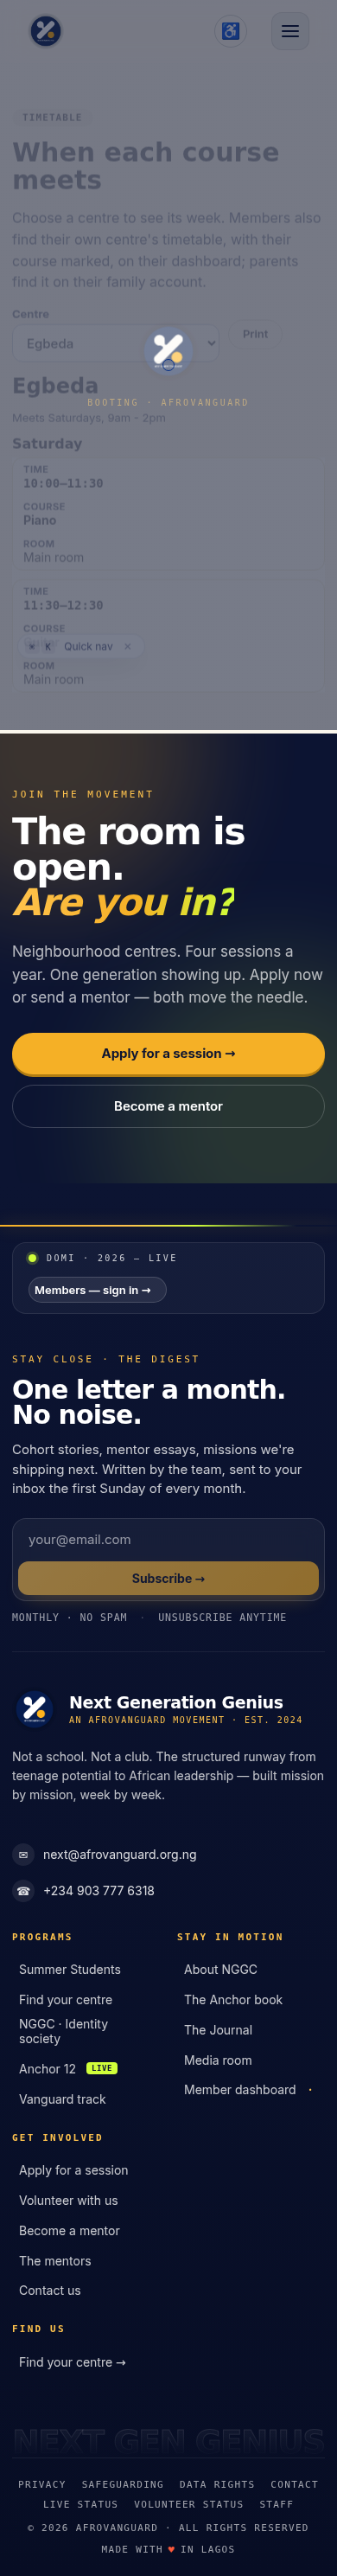 TIMETABLE
When each course
meets
Choose a centre to see its week. Members also
find their own centre's timetable, with their
course marked, on their dashboard; parents
find it on their family account.
Centre
Egbeda
Print
Egbeda
BOOTING · AFROVANGUARD
Meets Saturdays, 9am - 2pm
Saturday
TIME
10:00–11:30
COURSE
Piano
ROOM
Main room
TIME
11:30–12:30
COURSE
K Quick nav ×
ROOM
Main room
JOIN THE MOVEMENT
The room is
open.
Are you in?
Neighbourhood centres. Four sessions a
year. One generation showing up. Apply now
or send a mentor — both move the needle.
Apply for a session →
Become a mentor
DOMI · 2026 — LIVE
Members — sign in →
STAY CLOSE · THE DIGEST
One letter a month.
No noise.
Cohort stories, mentor essays, missions we're
shipping next. Written by the team, sent to your
inbox the first Sunday of every month.
your@email.com
Subscribe →
MONTHLY · NO SPAM · UNSUBSCRIBE ANYTIME
Next Generation Genius
AN AFROVANGUARD MOVEMENT · EST. 2024
Not a school. Not a club. The structured runway from
teenage potential to African leadership — built mission
by mission, week by week.
next@afrovanguard.org.ng
+234 903 777 6318
PROGRAMS
Summer Students
Find your centre
NGGC · Identity
society
Anchor 12 LIVE
Vanguard track
STAY IN MOTION
About NGGC
The Anchor book
The Journal
Media room
Member dashboard ·
GET INVOLVED
Apply for a session
Volunteer with us
Become a mentor
The mentors
Contact us
FIND US
Find your centre →
NEXT GEN GENIUS
PRIVACY SAFEGUARDING DATA RIGHTS CONTACT
LIVE STATUS VOLUNTEER STATUS STAFF
© 2026 AFROVANGUARD · ALL RIGHTS RESERVED
MADE WITH ♥ IN LAGOS